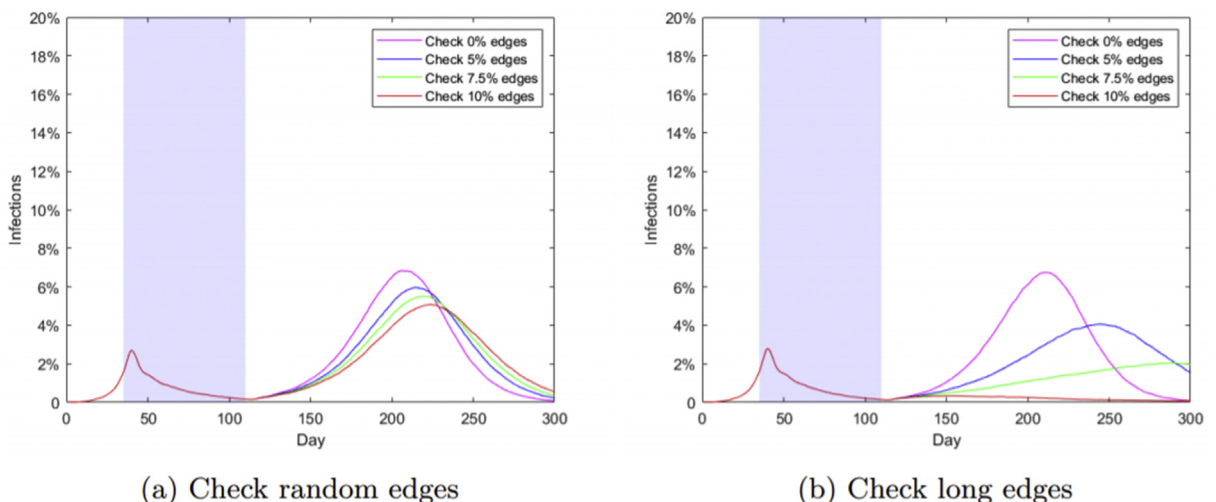 20%
18%
16%
14%
12%
10%
8%
6%
4%
2%
0
Infections
0 50 100 150 200 250 300
Day
Check 0% edges
Check 5% edges
Check 7.5% edges
Check 10% edges
(a) Check random edges
20%
18%
16%
14%
12%
10%
8%
6%
4%
2%
0
Infections
0 50 100 150 200 250 300
Day
Check 0% edges
Check 5% edges
Check 7.5% edges
Check 10% edges
(b) Check long edges